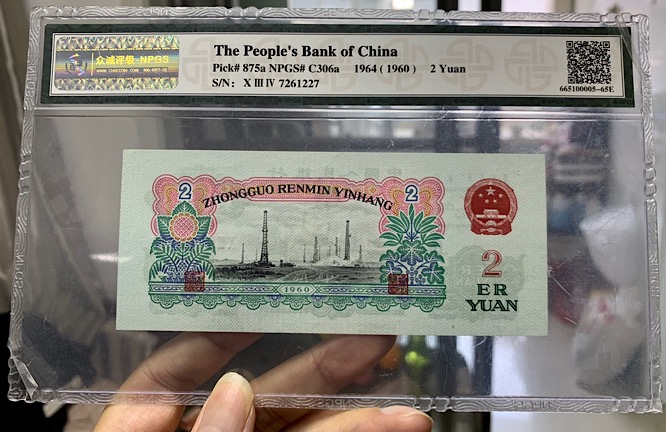 众诚评级·NPGS
The People's Bank of China
Pick# 875a NPGS# C306a 1964 ( 1960 ) 2 Yuan
S/N: X III IV 7261227
665100005-65E
2 ZHONGGUO RENMIN YINHANG 2
1960
2
ER
YUAN